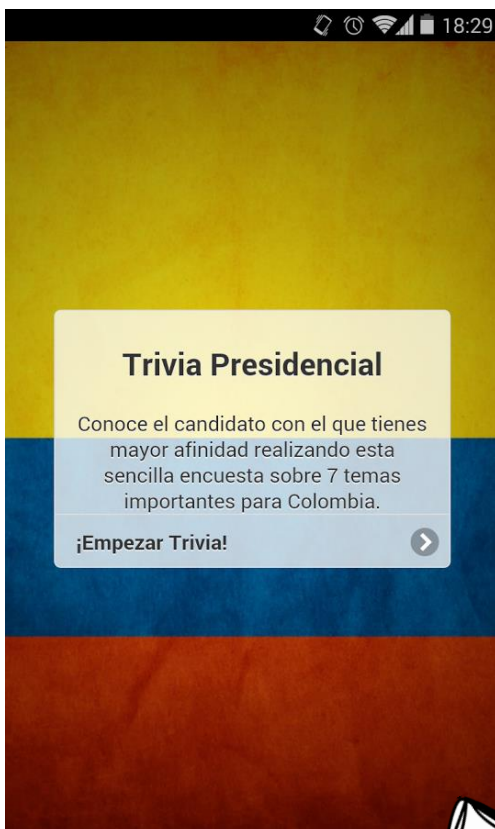 18:29
Trivia Presidencial
Conoce el candidato con el que tienes
mayor afinidad realizando esta
sencilla encuesta sobre 7 temas
importantes para Colombia.
¡Empezar Trivia!